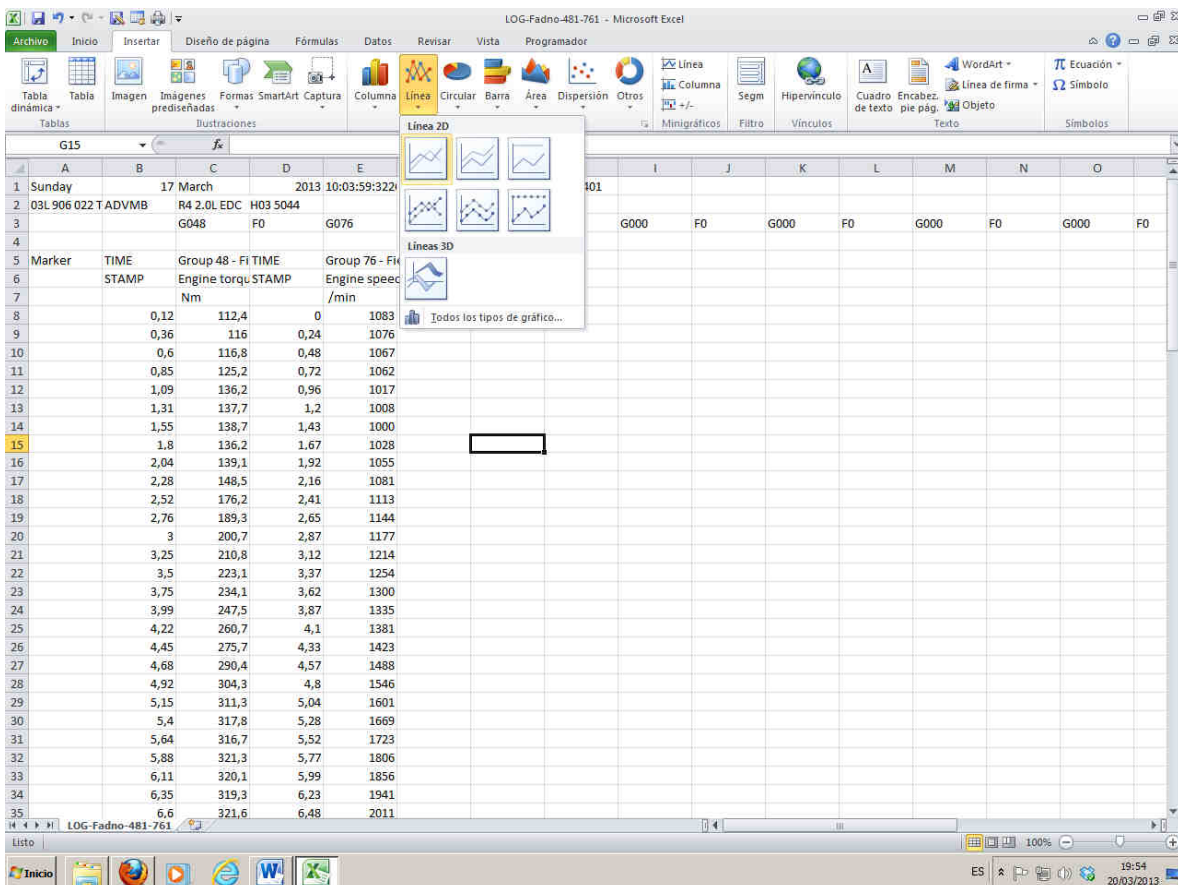 LOG-Fadno-481-761 - Microsoft Excel
Archivo Inicio Insertar Diseño de página Fórmulas Datos Revisar Vista Programador
Tabla dinámica Tabla Imagen Imágenes prediseñadas Formas SmartArt Captura Columna Línea Circular Barra Área Dispersión Otros Línea Columna +/- Segm Hipervínculo Cuadro de texto Encabez. pie pág. WordArt Línea de firma Objeto Ecuación Símbolo
Tablas Ilustraciones Minigráficos Filtro Vínculos Texto Símbolos
G15 fx
Línea 2D
Líneas 3D
Todos los tipos de gráfico...
A B C D E I J K L M N O
1 Sunday 17 March 2013 10:03:59:322 401
2 03L 906 022 T ADVMB R4 2.0L EDC H03 5044
3 G048 F0 G076 G000 F0 G000 F0 G000 F0 G000 F0
4
5 Marker TIME Group 48 - Fi TIME Group 76 - Fie
6 STAMP Engine torqu STAMP Engine speed
7 Nm /min
8 0,12 112,4 0 1083
9 0,36 116 0,24 1076
10 0,6 116,8 0,48 1067
11 0,85 125,2 0,72 1062
12 1,09 136,2 0,96 1017
13 1,31 137,7 1,2 1008
14 1,55 138,7 1,43 1000
15 1,8 136,2 1,67 1028
16 2,04 139,1 1,92 1055
17 2,28 148,5 2,16 1081
18 2,52 176,2 2,41 1113
19 2,76 189,3 2,65 1144
20 3 200,7 2,87 1177
21 3,25 210,8 3,12 1214
22 3,5 223,1 3,37 1254
23 3,75 234,1 3,62 1300
24 3,99 247,5 3,87 1335
25 4,22 260,7 4,1 1381
26 4,45 275,7 4,33 1423
27 4,68 290,4 4,57 1488
28 4,92 304,3 4,8 1546
29 5,15 311,3 5,04 1601
30 5,4 317,8 5,28 1669
31 5,64 316,7 5,52 1723
32 5,88 321,3 5,77 1806
33 6,11 320,1 5,99 1856
34 6,35 319,3 6,23 1941
35 6,6 321,6 6,48 2011
LOG-Fadno-481-761
Listo 100%
Inicio ES 19:54
20/03/2013